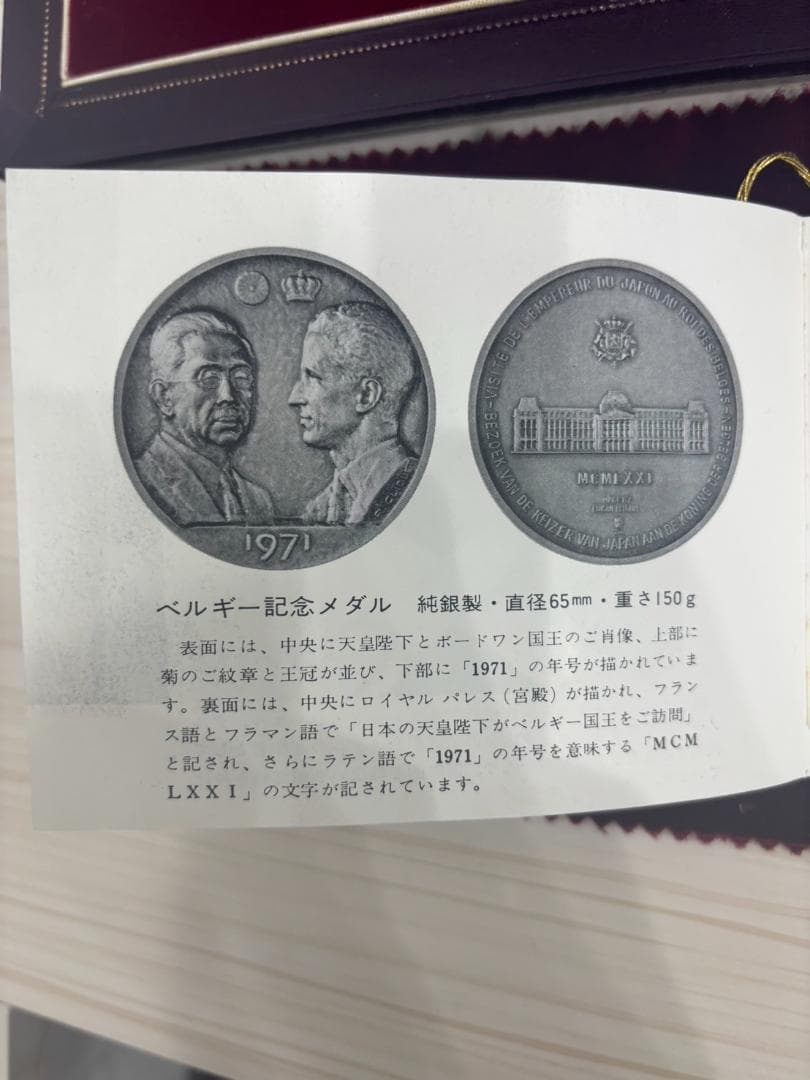 1971
VISITE DE L'EMPEREUR DU JAPON AU ROI DES BELGES
BEZOEK VAN DE KEIZER VAN JAPAN AAN DE KONING DER BELGEN
MCMLXXI
ベルギー記念メダル 純銀製・直径65mm・重さ150g
表面には、中央に天皇陛下とボードワン国王のご肖像、上部に
菊のご紋章と王冠が並び、下部に「1971」の年号が描かれていま
す。裏面には、中央にロイヤル パレス(宮殿)が描かれ、フラン
ス語とフラマン語で「日本の天皇陛下がベルギー国王をご訪問」
と記され、さらにラテン語で「1971」の年号を意味する「MCM
LXXI」の文字が記されています。